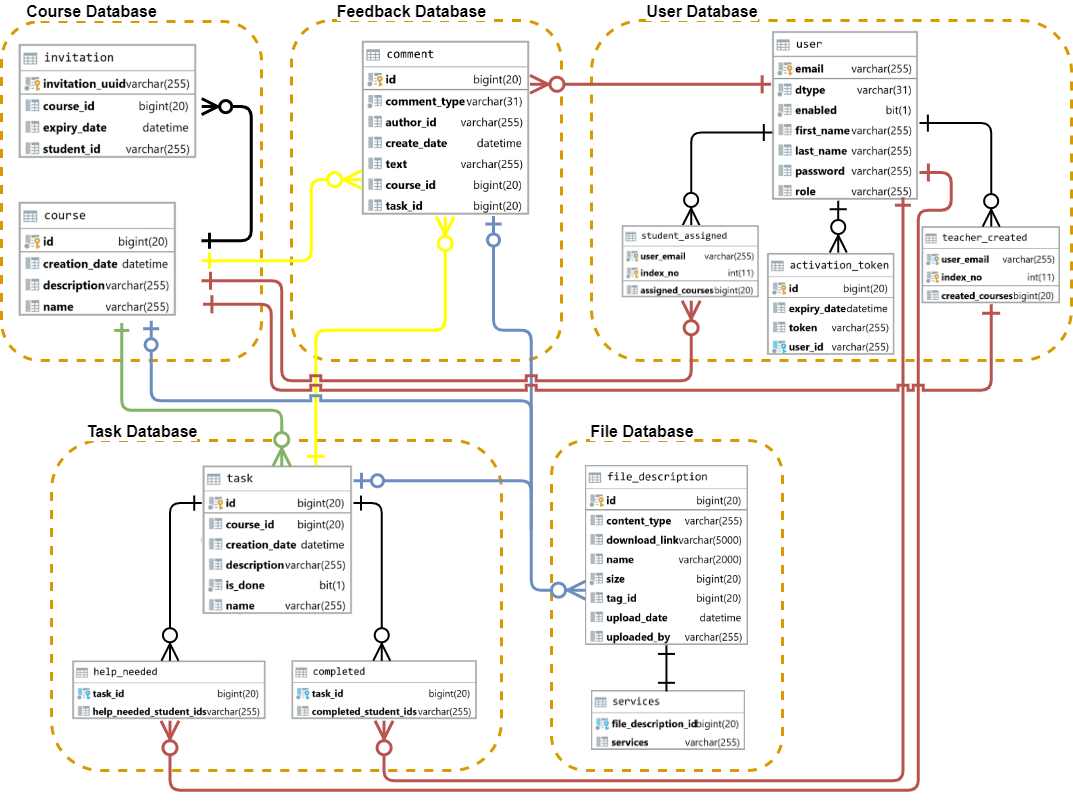 Course Database
Feedback Database
User Database
invitation
invitation_uuid varchar(255)
course_id bigint(20)
expiry_date datetime
student_id varchar(255)
course
id bigint(20)
creation_date datetime
description varchar(255)
name varchar(255)
comment
id bigint(20)
comment_type varchar(31)
author_id varchar(255)
create_date datetime
text varchar(255)
course_id bigint(20)
task_id bigint(20)
user
email varchar(255)
dtype varchar(31)
enabled bit(1)
first_name varchar(255)
last_name varchar(255)
password varchar(255)
role varchar(255)
student_assigned
user_email varchar(255)
index_no int(11)
assigned_courses bigint(20)
activation_token
id bigint(20)
expiry_date datetime
token varchar(255)
user_id varchar(255)
teacher_created
user_email varchar(255)
index_no int(11)
created_courses bigint(20)
Task Database
File Database
task
id bigint(20)
course_id bigint(20)
creation_date datetime
description varchar(255)
is_done bit(1)
name varchar(255)
help_needed
task_id bigint(20)
help_needed_student_ids varchar(255)
completed
task_id bigint(20)
completed_student_ids varchar(255)
file_description
id bigint(20)
content_type varchar(255)
download_link varchar(5000)
name varchar(2000)
size bigint(20)
tag_id bigint(20)
upload_date datetime
uploaded_by varchar(255)
services
file_description_id bigint(20)
services varchar(255)